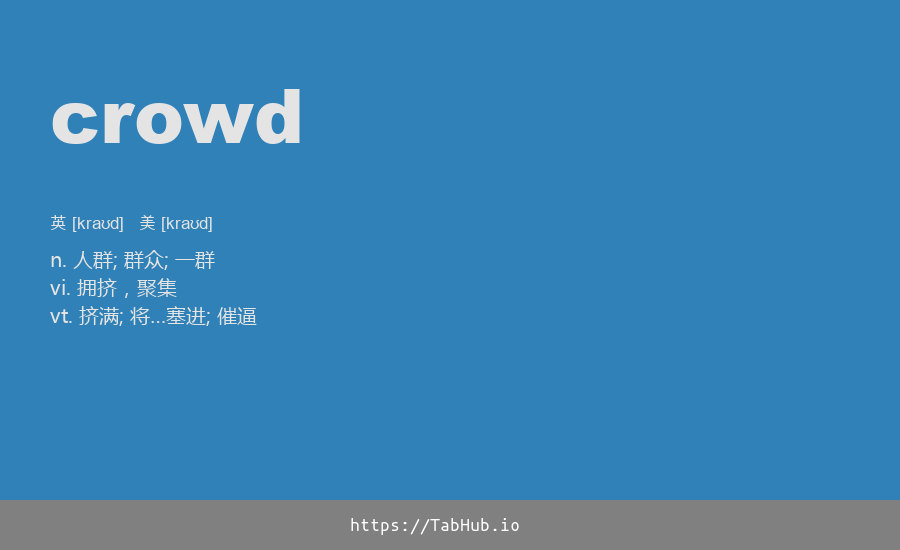 crowd
英 [kraʊd] 美 [kraʊd]
n. 人群; 群众; 一群
vi. 拥挤，聚集
vt. 挤满; 将...塞进; 催逼
https://TabHub.io